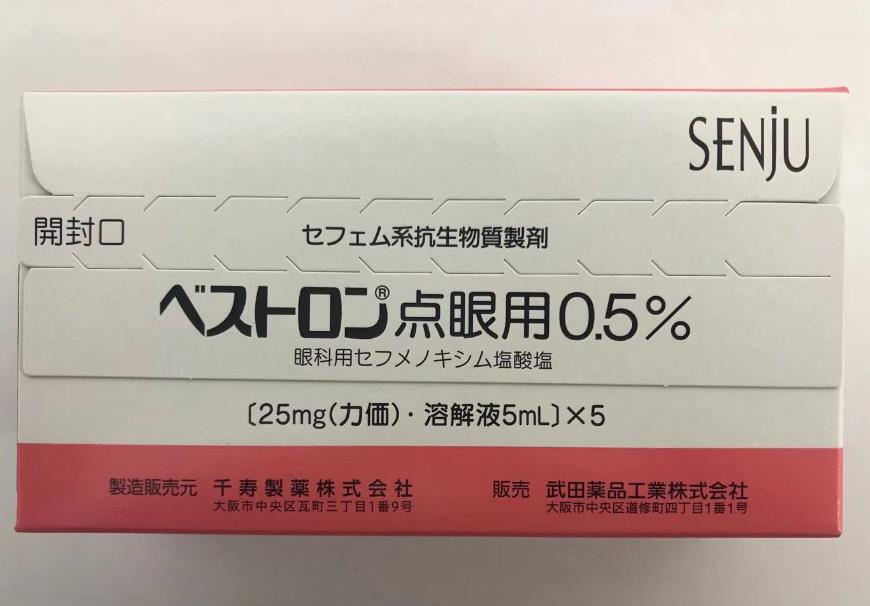 SENJU
開封口
セフェム系抗生物質製剤
ベストロン®点眼用0.5%
眼科用セフメノキシム塩酸塩
〔25mg(力価)・溶解液5mL〕×5
製造販売元 千寿製薬株式会社
大阪市中央区瓦町三丁目1番9号
販売 武田薬品工業株式会社
大阪市中央区道修町四丁目1番1号